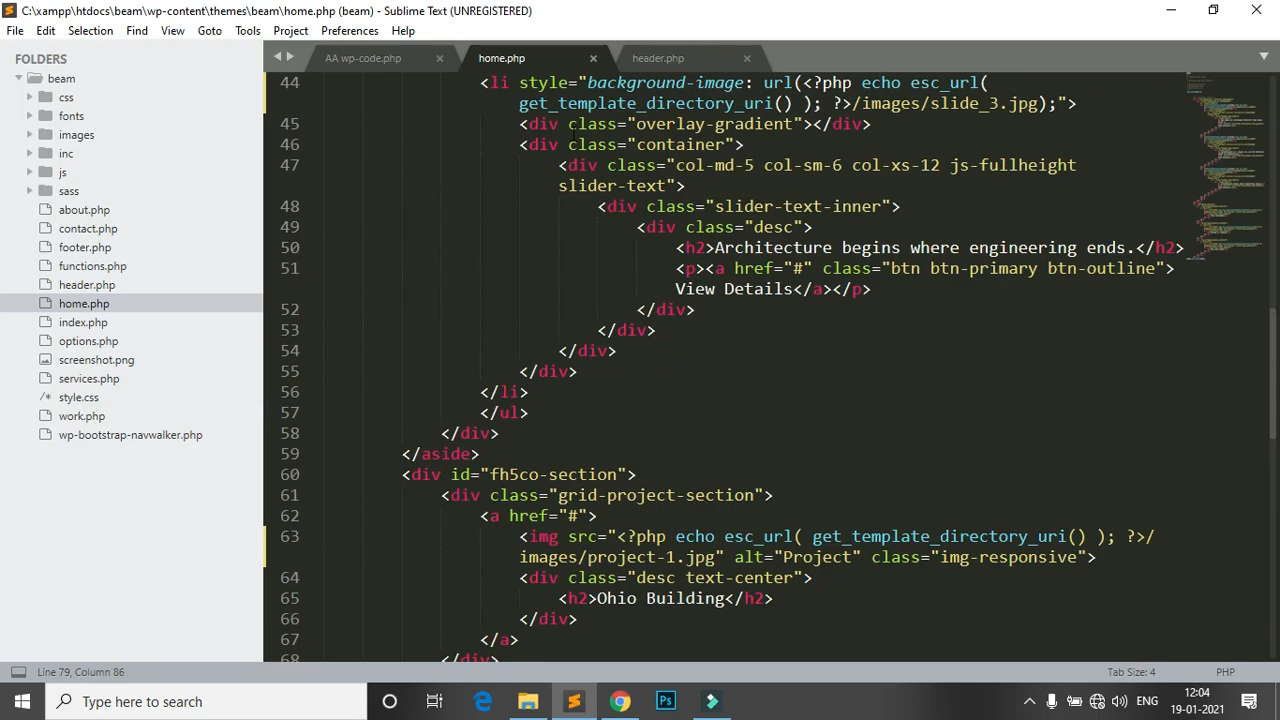 C:\xampp\htdocs\beam\wp-content\themes\beam\home.php (beam) - Sublime Text (UNREGISTERED)
File Edit Selection Find View Goto Tools Project Preferences Help
FOLDERS
beam
css
fonts
images
inc
js
sass
about.php
contact.php
footer.php
functions.php
header.php
home.php
index.php
options.php
screenshot.png
services.php
/* style.css
work.php
wp-bootstrap-navwalker.php
AA wp-code.php home.php header.php
44 <li style="background-image: url(<?php echo esc_url(
get_template_directory_uri() ); ?>/images/slide_3.jpg);">
45 <div class="overlay-gradient"></div>
46 <div class="container">
47 <div class="col-md-5 col-sm-6 col-xs-12 js-fullheight
slider-text">
48 <div class="slider-text-inner">
49 <div class="desc">
50 <h2>Architecture begins where engineering ends.</h2>
51 <p><a href="#" class="btn btn-primary btn-outline">
View Details</a></p>
52 </div>
53 </div>
54 </div>
55 </div>
56 </li>
57 </ul>
58 </div>
59 </aside>
60 <div id="fh5co-section">
61 <div class="grid-project-section">
62 <a href="#">
63 <img src="<?php echo esc_url( get_template_directory_uri() ); ?>/
images/project-1.jpg" alt="Project" class="img-responsive">
64 <div class="desc text-center">
65 <h2>Ohio Building</h2>
66 </div>
67 </a>
68 </div>
Line 79, Column 86 Tab Size: 4 PHP
Type here to search
Ps
ENG
12:04
19-01-2021